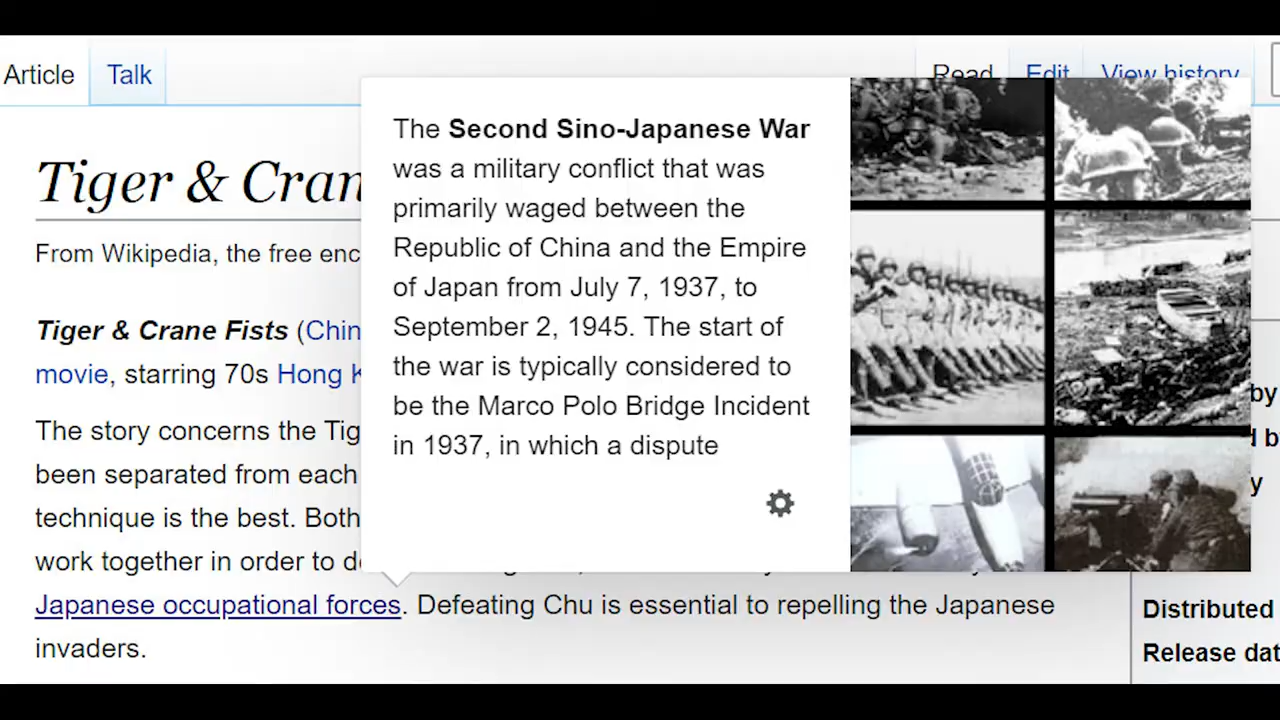 Article Talk Read Edit View history
Tiger & Cran
From Wikipedia, the free enc
Tiger & Crane Fists (Chin
movie, starring 70s Hong K
The story concerns the Tig
been separated from each
technique is the best. Both
work together in order to d
Japanese occupational forces. Defeating Chu is essential to repelling the Japanese
invaders.
The Second Sino-Japanese War
was a military conflict that was
primarily waged between the
Republic of China and the Empire
of Japan from July 7, 1937, to
September 2, 1945. The start of
the war is typically considered to
be the Marco Polo Bridge Incident
in 1937, in which a dispute
by
by
y
Distributed
Release dat